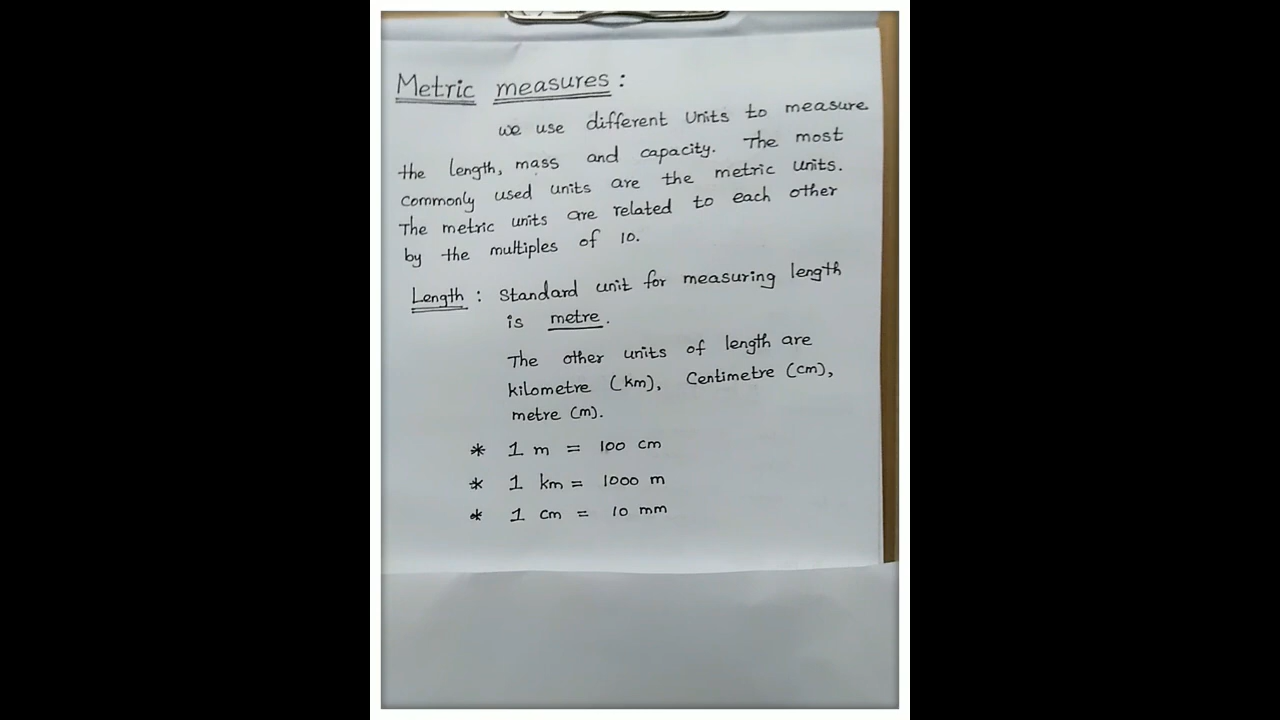 Metric measures:
we use different Units to measure
the length, mass and capacity. The most
commonly used units are the metric units.
The metric units are related to each other
by the multiples of 10.
Length : Standard unit for measuring length
is metre.
The other units of length are
kilometre (km), Centimetre (cm),
metre (m).
* 1 m = 100 cm
* 1 km = 1000 m
* 1 cm = 10 mm